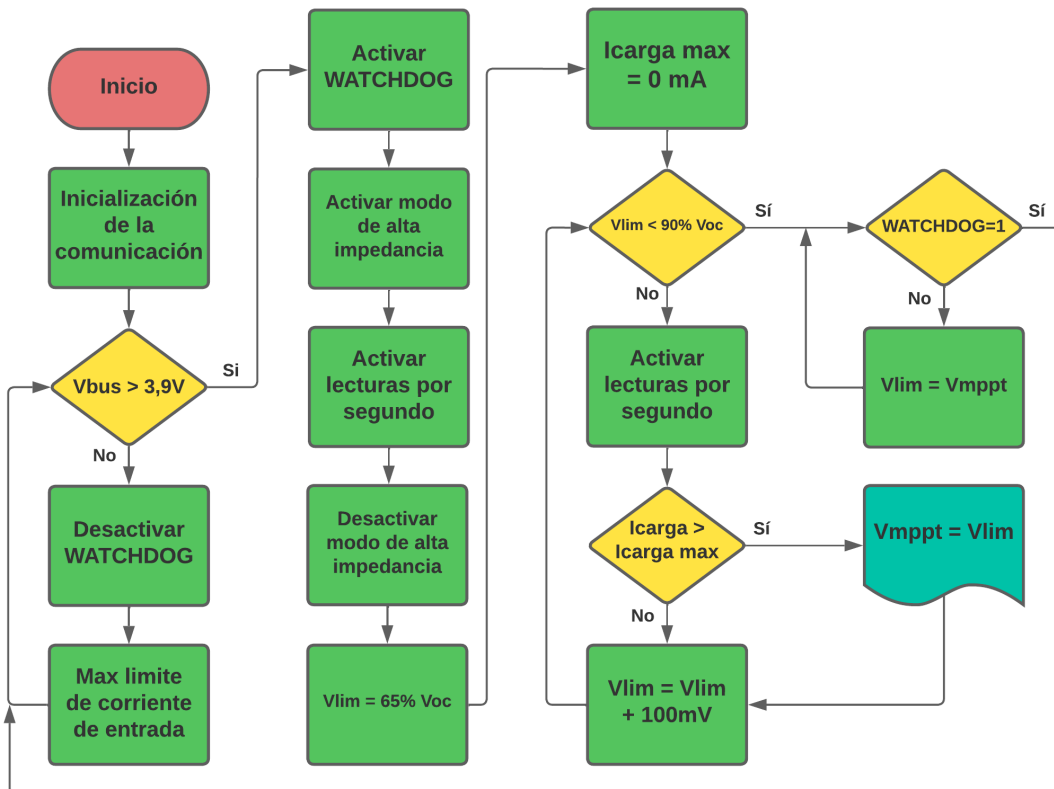 Inicio
Inicialización
de la
comunicación
Vbus > 3,9V
Si
No
Desactivar
WATCHDOG
Max limite
de corriente
de entrada
Activar
WATCHDOG
Activar modo
de alta
impedancia
Activar
lecturas por
segundo
Desactivar
modo de alta
impedancia
Vlim = 65% Voc
Icarga max
= 0 mA
Vlim < 90% Voc
Sí
No
Activar
lecturas por
segundo
Icarga >
Icarga max
Sí
No
Vlim = Vlim
+ 100mV
WATCHDOG=1
Sí
No
Vlim = Vmppt
Vmppt = Vlim